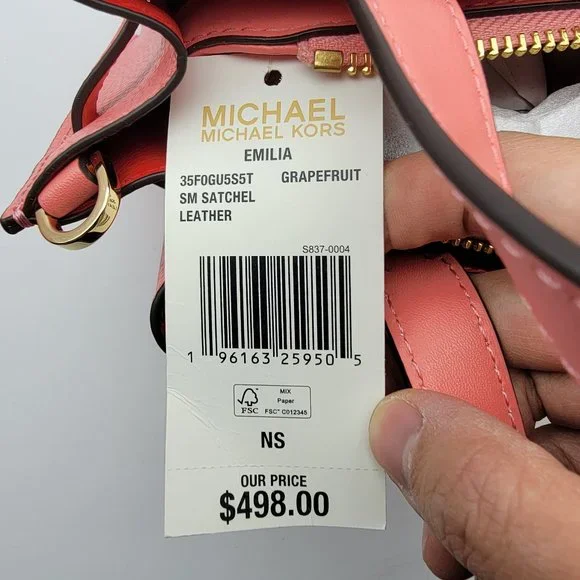 MICHAEL
MICHAEL KORS
EMILIA
35F0GU5S5T GRAPEFRUIT
SM SATCHEL
LEATHER
S837-0004
1 96163 25950 5
FSC
MIX
Paper
FSC™ C012345
NS
OUR PRICE
$498.00